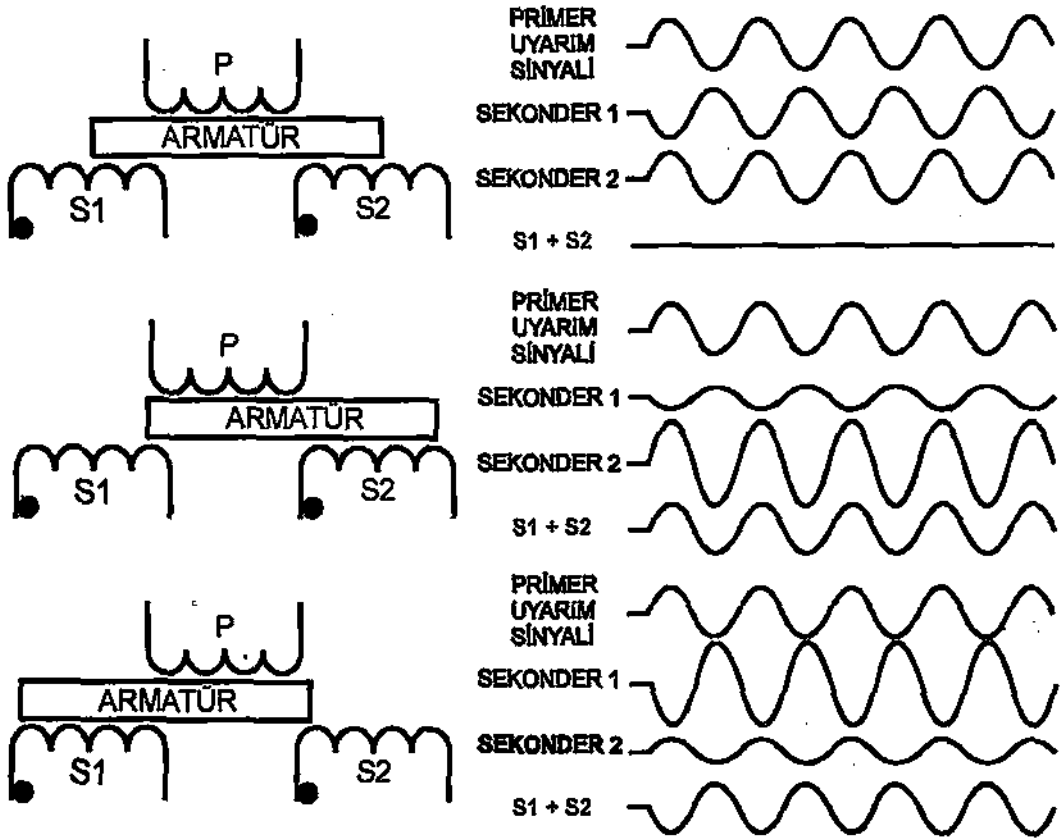 P
ARMATÜR
S1
S2
PRİMER
UYARIM
SİNYALİ
SEKONDER 1
SEKONDER 2
S1 + S2
P
ARMATÜR
S1
S2
PRİMER
UYARIM
SİNYALİ
SEKONDER 1
SEKONDER 2
S1 + S2
P
ARMATÜR
S1
S2
PRİMER
UYARIM
SİNYALİ
SEKONDER 1
SEKONDER 2
S1 + S2